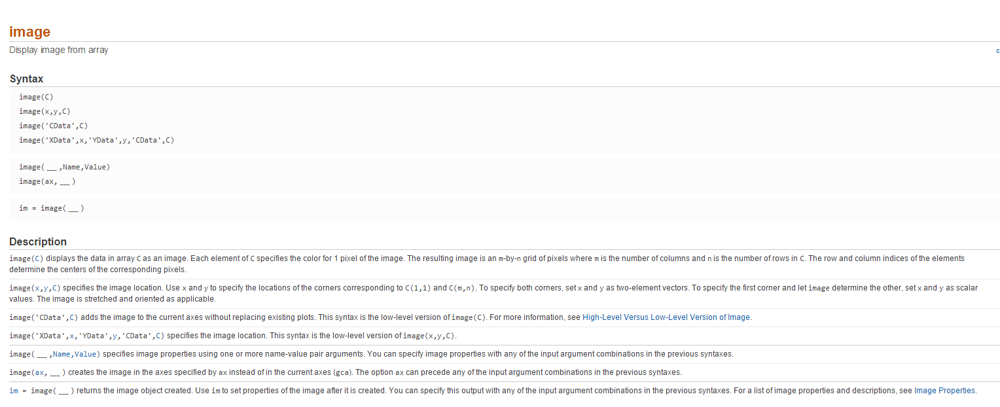 image
Display image from array
c
Syntax
image(C)
image(x,y,C)
image('CData',C)
image('XData',x,'YData',y,'CData',C)
image(___,Name,Value)
image(ax,___)
im = image(___)
Description
image(C) displays the data in array C as an image. Each element of C specifies the color for 1 pixel of the image. The resulting image is an m-by-n grid of pixels where m is the number of columns and n is the number of rows in C. The row and column indices of the elements
determine the centers of the corresponding pixels.
image(x,y,C) specifies the image location. Use x and y to specify the locations of the corners corresponding to C(1,1) and C(m,n). To specify both corners, set x and y as two-element vectors. To specify the first corner and let image determine the other, set x and y as scalar
values. The image is stretched and oriented as applicable.
image('CData',C) adds the image to the current axes without replacing existing plots. This syntax is the low-level version of image(C). For more information, see High-Level Versus Low-Level Version of Image.
image('XData',x,'YData',y,'CData',C) specifies the image location. This syntax is the low-level version of image(x,y,C).
image(___,Name,Value) specifies image properties using one or more name-value pair arguments. You can specify image properties with any of the input argument combinations in the previous syntaxes.
image(ax,___) creates the image in the axes specified by ax instead of in the current axes (gca). The option ax can precede any of the input argument combinations in the previous syntaxes.
im = image(___) returns the image object created. Use im to set properties of the image after it is created. You can specify this output with any of the input argument combinations in the previous syntaxes. For a list of image properties and descriptions, see Image Properties.